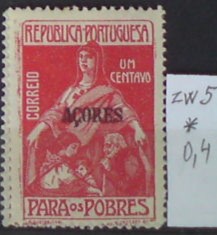 REPUBLICA PORTUGUESA
CORREIO
UM
CENTAVO
AÇORES
PARA OS POBRES
ZW5
*
0,4